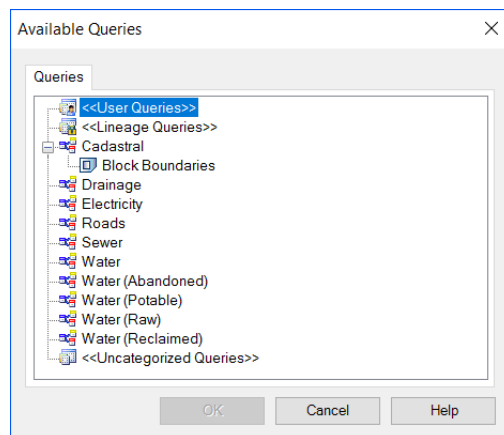 Available Queries
Queries
<<User Queries>>
<<Lineage Queries>>
Cadastral
Block Boundaries
Drainage
Electricity
Roads
Sewer
Water
Water (Abandoned)
Water (Potable)
Water (Raw)
Water (Reclaimed)
<<Uncategorized Queries>>
OK Cancel Help